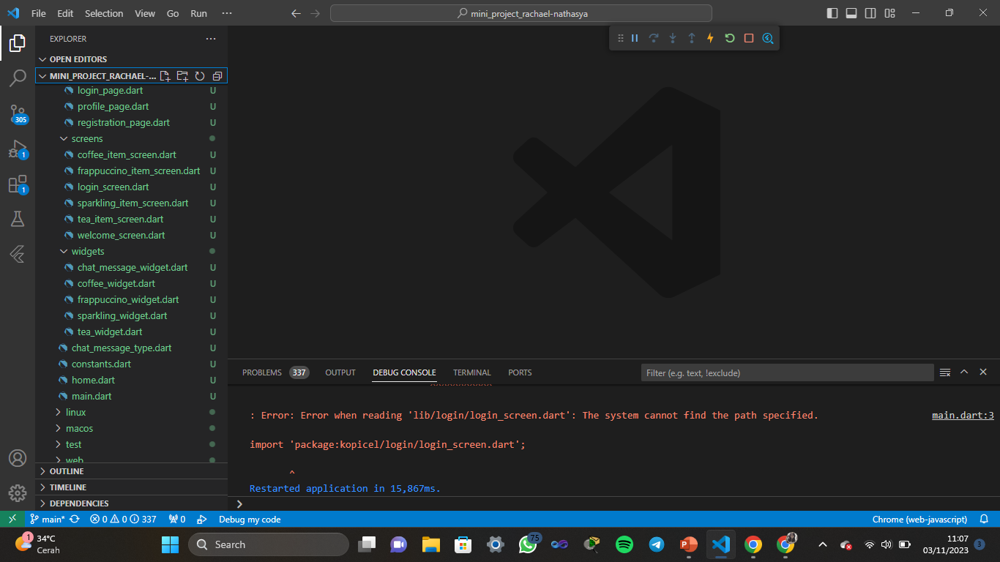 File Edit Selection View Go Run ···
mini_project_rachael-nathasya
EXPLORER
OPEN EDITORS
MINI_PROJECT_RACHAEL-...
login_page.dart U
profile_page.dart U
registration_page.dart U
screens
coffee_item_screen.dart U
frappuccino_item_screen.dart U
login_screen.dart U
sparkling_item_screen.dart U
tea_item_screen.dart U
welcome_screen.dart U
widgets
chat_message_widget.dart U
coffee_widget.dart U
frappuccino_widget.dart U
sparkling_widget.dart U
tea_widget.dart U
chat_message_type.dart U
constants.dart U
home.dart U
main.dart U
linux
macos
test
web
OUTLINE
TIMELINE
DEPENDENCIES
305
1
1
PROBLEMS 337 OUTPUT DEBUG CONSOLE TERMINAL PORTS
Filter (e.g. text, !exclude)
: Error: Error when reading 'lib/login/login_screen.dart': The system cannot find the path specified. main.dart:3
import 'package:kopicel/login/login_screen.dart';
^
Restarted application in 15,867ms.
main* 0 0 337 0 Debug my code Chrome (web-javascript)
1 34°C
Cerah
Search
75
11:07
03/11/2023
3